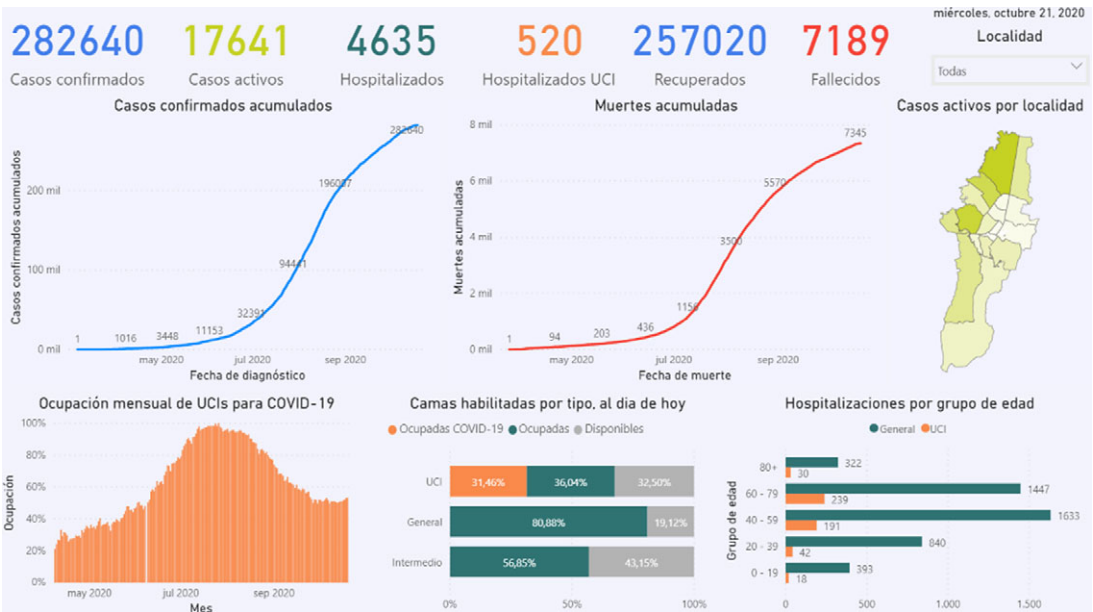 miércoles, octubre 21, 2020
282640 17641 4635 520 257020 7189
Casos confirmados Casos activos Hospitalizados Hospitalizados UCI Recuperados Fallecidos
Localidad
Todas
Casos confirmados acumulados
Casos confirmados acumulados
200 mil
100 mil
0 mil
1 1016 3448 11153 32391 94441 196097 282640
may 2020 jul 2020 sep 2020
Fecha de diagnóstico
Muertes acumuladas
Muertes acumuladas
8 mil
6 mil
4 mil
2 mil
0 mil
1 94 203 436 1156 3500 5570 7345
may 2020 jul 2020 sep 2020
Fecha de muerte
Casos activos por localidad
Ocupación mensual de UCIs para COVID-19
Ocupación
100%
80%
60%
40%
20%
0%
may 2020 jul 2020 sep 2020
Mes
Camas habilitadas por tipo, al dia de hoy
Ocupadas COVID-19 Ocupadas Disponibles
UCI 31,46% 36,04% 32,50%
General 80,88% 19,12%
Intermedio 56,85% 43,15%
0% 50% 100%
Hospitalizaciones por grupo de edad
General UCI
Grupo de edad
80+ 322
30
60 - 79 1447
239
40 - 59 1633
191
20 - 39 840
42
0 - 19 393
18
0 500 1.000 1.500